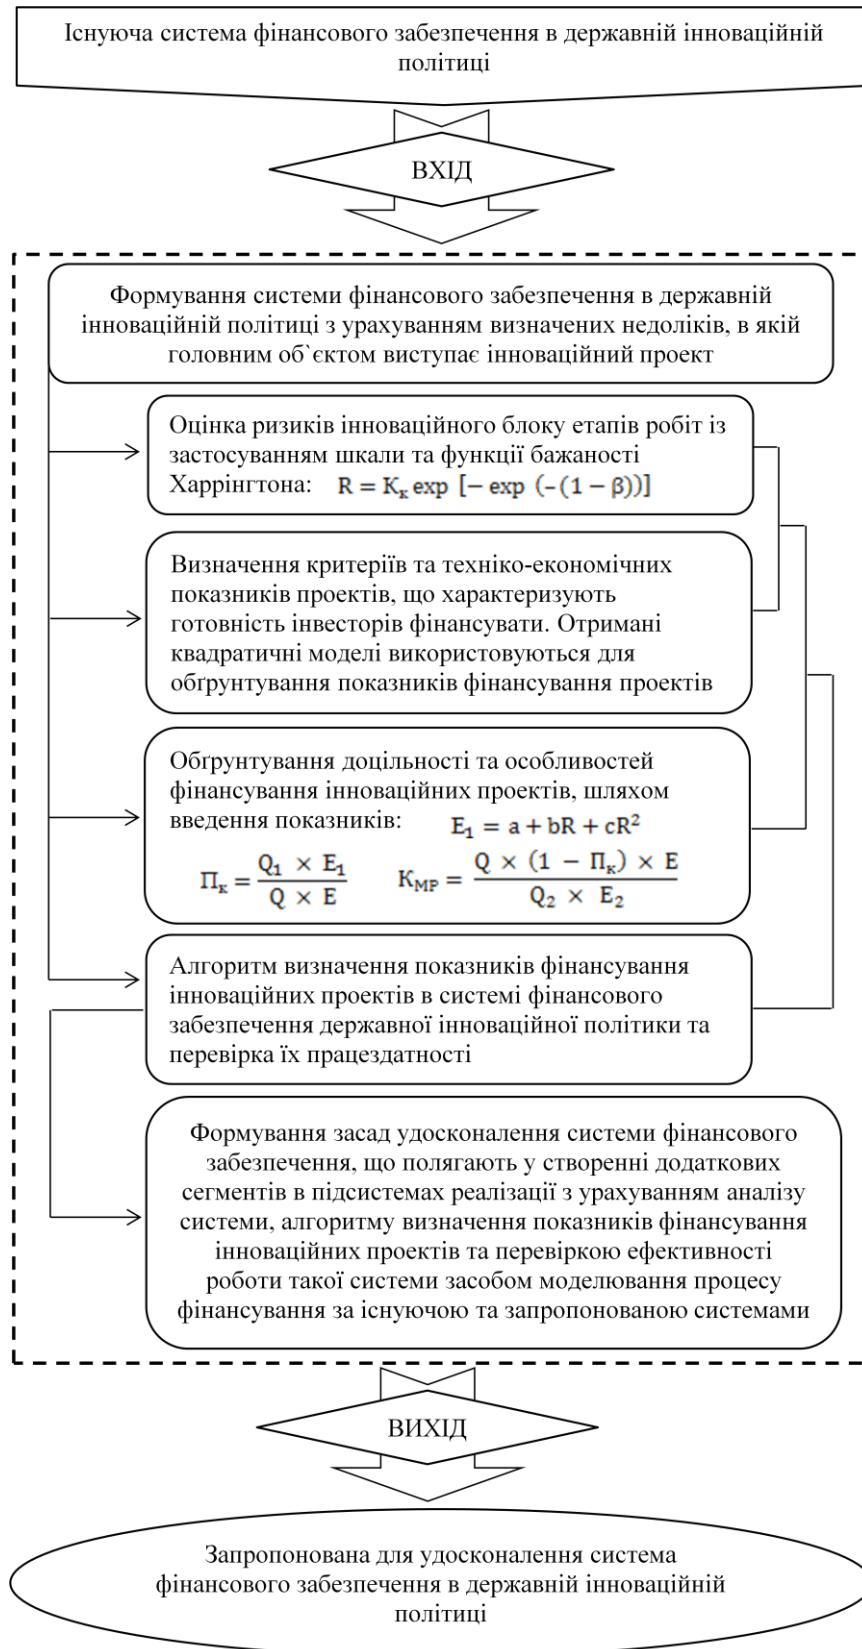 Існуюча система фінансового забезпечення в державній інноваційній
політиці
ВХІД
Формування системи фінансового забезпечення в державній
інноваційній політиці з урахуванням визначених недоліків, в якій
головним об`єктом виступає інноваційний проект
Оцінка ризиків інноваційного блоку етапів робіт із
застосуванням шкали та функції бажаності
Харрінгтона: R = Kк exp [− exp (-(1 − β))]
Визначення критеріїв та техніко-економічних
показників проектів, що характеризують
готовність інвесторів фінансувати. Отримані
квадратичні моделі використовуються для
обґрунтування показників фінансування проектів
Обґрунтування доцільності та особливостей
фінансування інноваційних проектів, шляхом
введення показників: E₁ = a + bR + cR²
Пк = (Q₁ × E₁) / (Q × E) КМР = (Q × (1 − Пк) × E) / (Q₂ × E₂)
Алгоритм визначення показників фінансування
інноваційних проектів в системі фінансового
забезпечення державної інноваційної політики та
перевірка їх працездатності
Формування засад удосконалення системи фінансового
забезпечення, що полягають у створенні додаткових
сегментів в підсистемах реалізації з урахуванням аналізу
системи, алгоритму визначення показників фінансування
інноваційних проектів та перевіркою ефективності
роботи такої системи засобом моделювання процесу
фінансування за існуючою та запропонованою системами
ВИХІД
Запропонована для удосконалення система
фінансового забезпечення в державній інноваційній
політиці